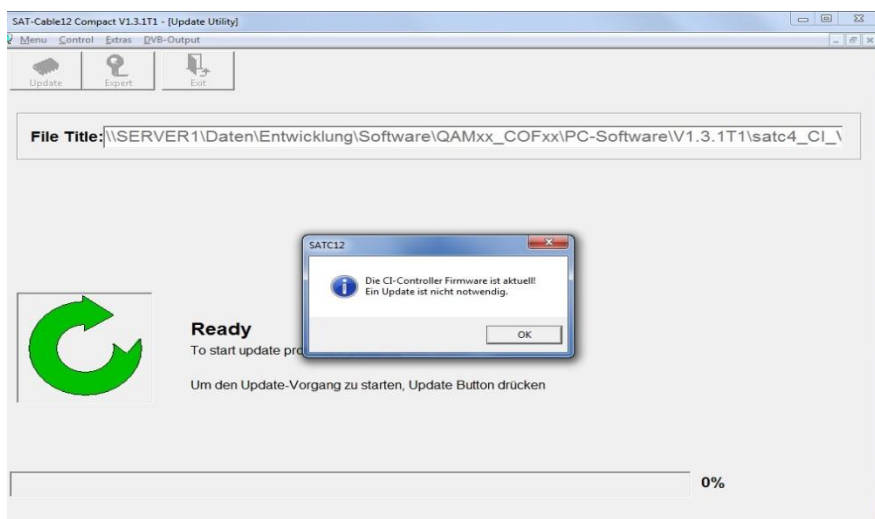 SAT-Cable12 Compact V1.3.1T1 - [Update Utility]
Menu Control Extras DVB-Output
Update Expert Exit
File Title: \\SERVER1\Daten\Entwicklung\Software\QAMxx_COFxx\PC-Software\V1.3.1T1\satc4_CI_\
SATC12
Die CI-Controller Firmware ist aktuell!
Ein Update ist nicht notwendig.
OK
Ready
To start update pro
Um den Update-Vorgang zu starten, Update Button drücken
0%